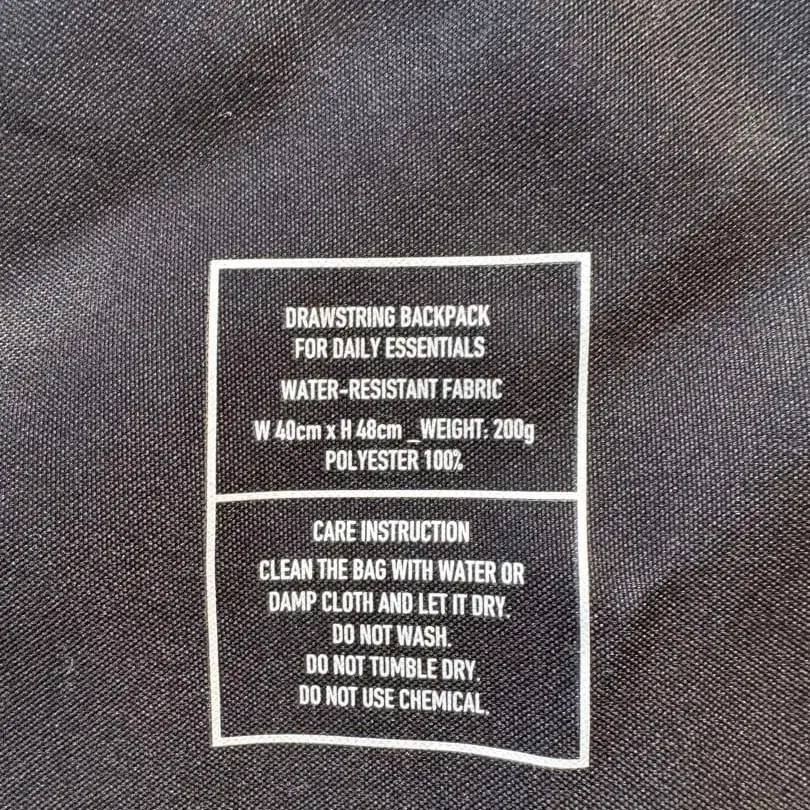 DRAWSTRING BACKPACK
FOR DAILY ESSENTIALS
WATER-RESISTANT FABRIC
W 40cm x H 48cm _WEIGHT: 200g
POLYESTER 100%
CARE INSTRUCTION
CLEAN THE BAG WITH WATER OR
DAMP CLOTH AND LET IT DRY.
DO NOT WASH.
DO NOT TUMBLE DRY.
DO NOT USE CHEMICAL.